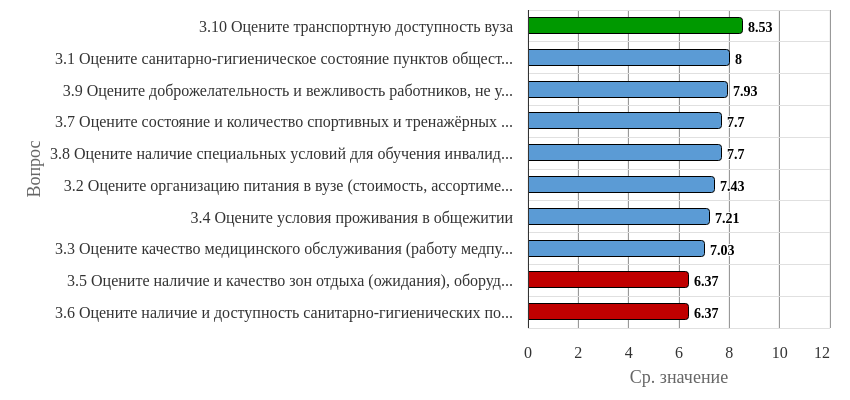 3.10 Оцените транспортную доступность вуза 8.53
3.1 Оцените санитарно-гигиеническое состояние пунктов общест... 8
3.9 Оцените доброжелательность и вежливость работников, не у... 7.93
3.7 Оцените состояние и количество спортивных и тренажёрных ... 7.7
3.8 Оцените наличие специальных условий для обучения инвалид... 7.7
3.2 Оцените организацию питания в вузе (стоимость, ассортиме... 7.43
3.4 Оцените условия проживания в общежитии 7.21
3.3 Оцените качество медицинского обслуживания (работу медпу... 7.03
3.5 Оцените наличие и качество зон отдыха (ожидания), оборуд... 6.37
3.6 Оцените наличие и доступность санитарно-гигиенических по... 6.37
Вопрос
0 2 4 6 8 10 12
Ср. значение